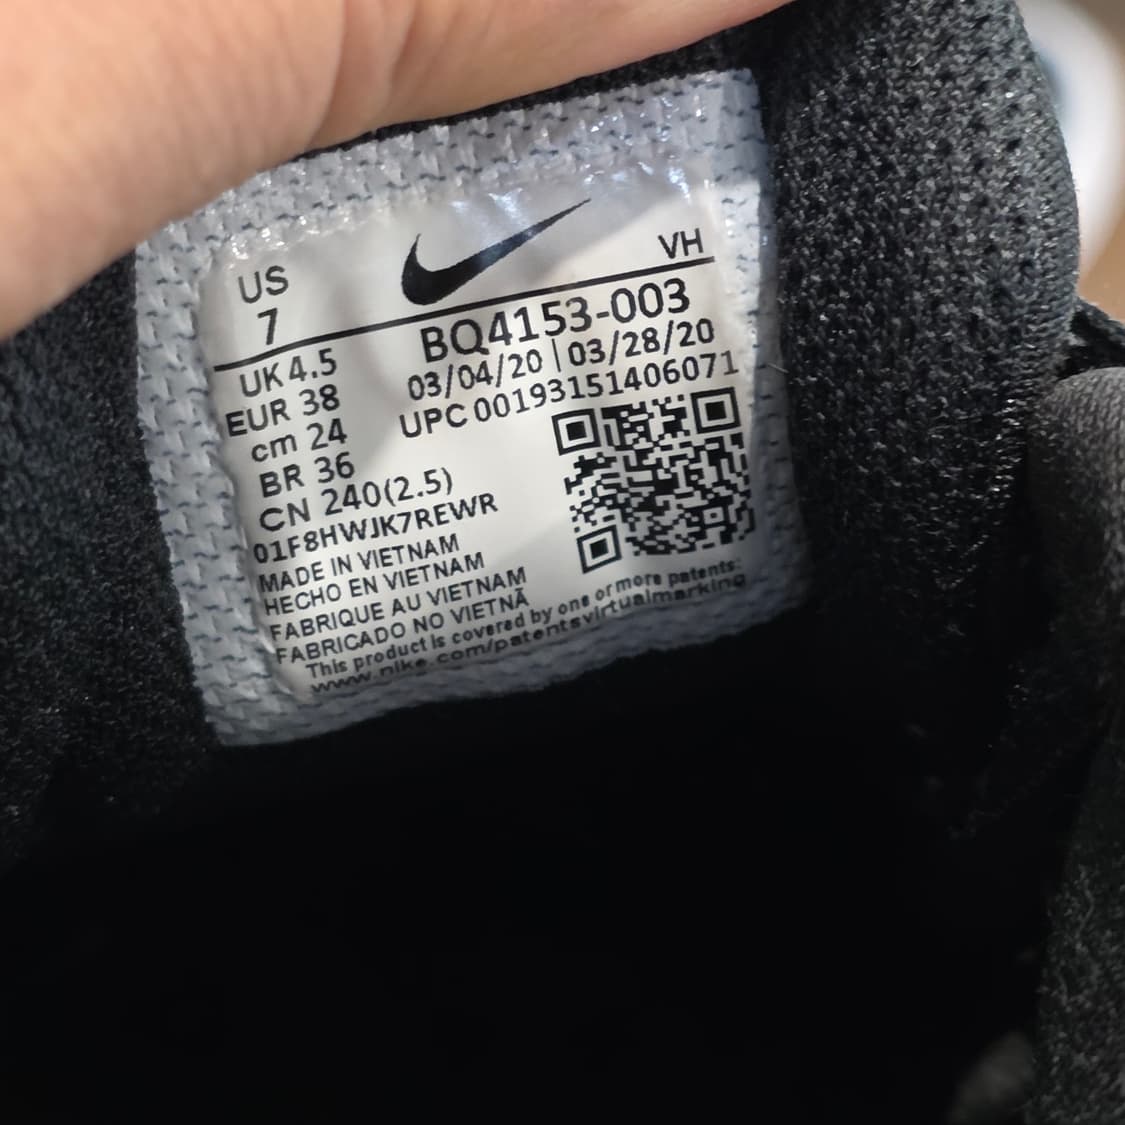 US
7
VH
BQ4153-003
03/04/20 | 03/28/20
UPC 00193151406071
UK 4.5
EUR 38
cm 24
BR 36
CN 240(2.5)
01F8HWJK7REWR
MADE IN VIETNAM
HECHO EN VIETNAM
FABRIQUE AU VIETNAM
FABRICADO NO VIETNÃ
This product is covered by one or more patents:
www.nike.com/patentsvirtualmarking